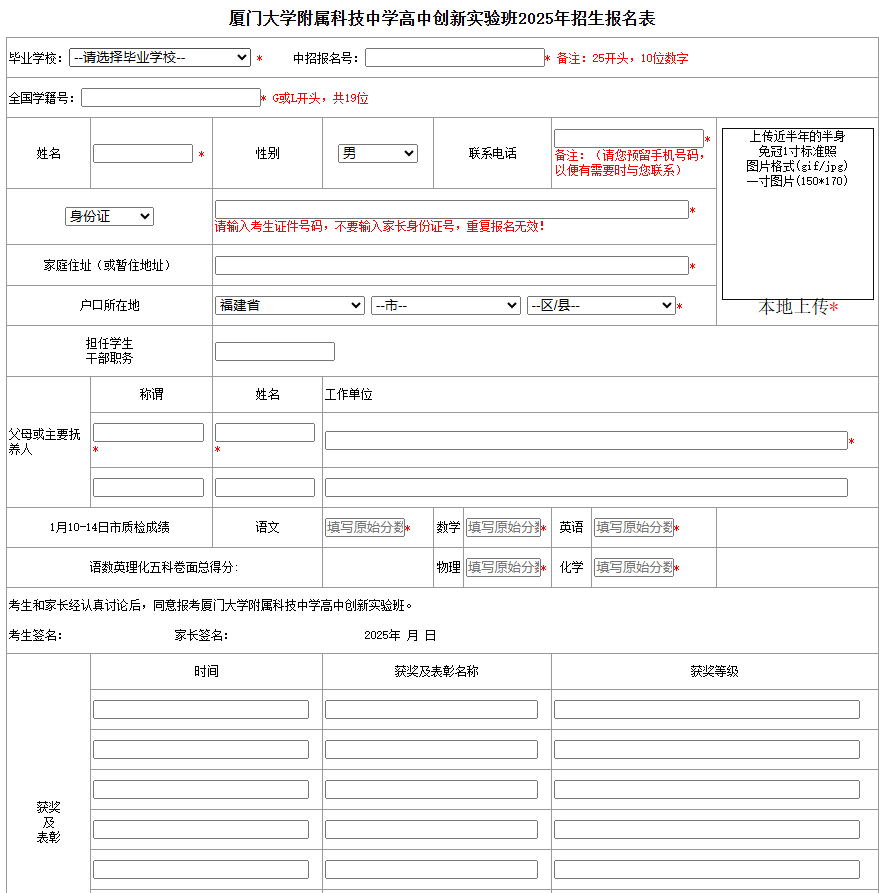 厦门大学附属科技中学高中创新实验班2025年招生报名表
毕业学校： --请选择毕业学校-- * 中招报名号： * 备注：25开头，10位数字
全国学籍号： * G或L开头，共19位
姓名 * 性别 男 联系电话 *
备注：（请您预留手机号码，
以便有需要时与您联系）
上传近半年的半身
免冠1寸标准照
图片格式(gif/jpg)
一寸图片(150*170)
身份证 *
请输入考生证件号码，不要输入家长身份证号，重复报名无效！
家庭住址（或暂住地址） *
户口所在地 福建省 --市-- --区/县-- *
本地上传*
担任学生
干部职务
父母或主要抚
养人
称谓 姓名 工作单位
* * *
1月10-14日市质检成绩 语文 填写原始分数* 数学 填写原始分数* 英语 填写原始分数*
语数英理化五科卷面总得分: 物理 填写原始分数* 化学 填写原始分数*
考生和家长经认真讨论后，同意报考厦门大学附属科技中学高中创新实验班。
考生签名： 家长签名： 2025年 月 日
时间 获奖及表彰名称 获奖等级
获奖
及
表彰